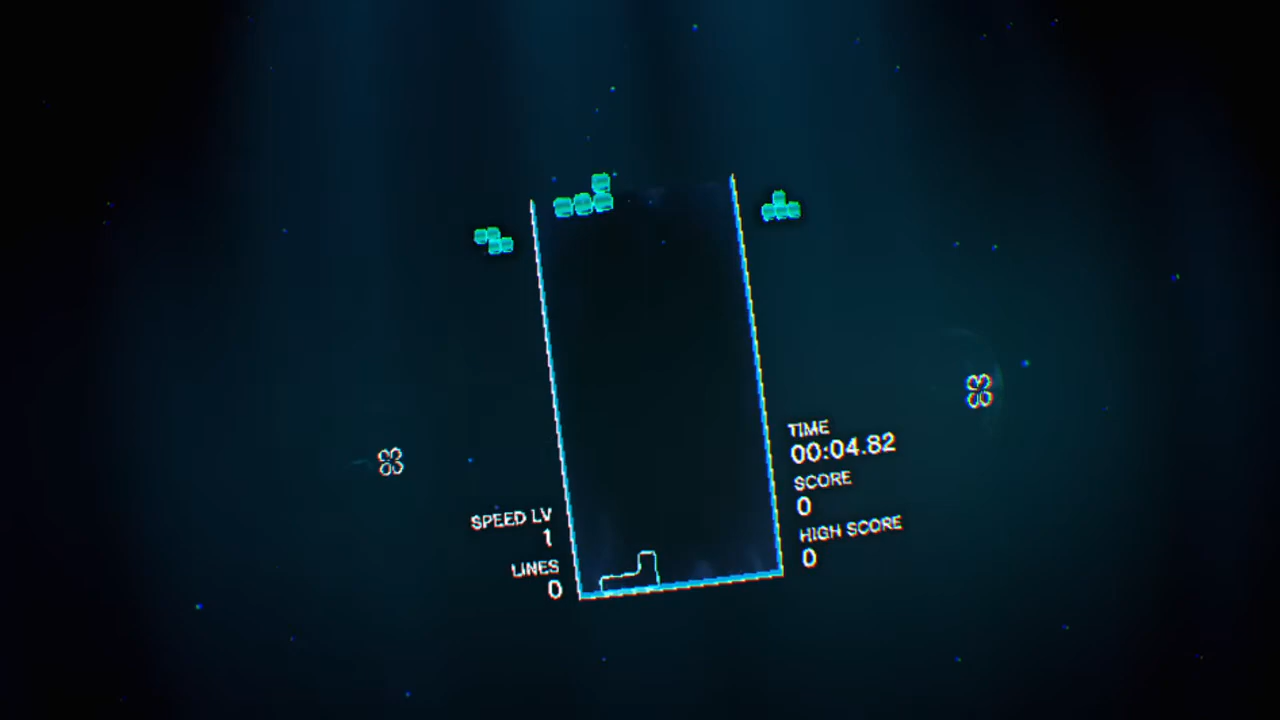 SPEED LV
1
LINES
0
TIME
00:04.82
SCORE
0
HIGH SCORE
0